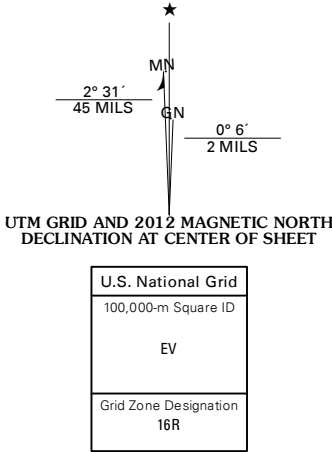 MN
2° 31´
45 MILS
GN
0° 6´
2 MILS
UTM GRID AND 2012 MAGNETIC NORTH
DECLINATION AT CENTER OF SHEET
U.S. National Grid
100,000-m Square ID
EV
Grid Zone Designation
16R